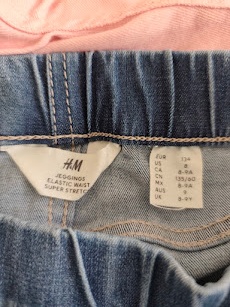 H&M
JEGGINGS
ELASTIC WAIST
SUPER STRETCH
EUR 134
US 8
CA 8-9A
CN 135/60
MX 8-9A
AUS 9
UK 8-9Y